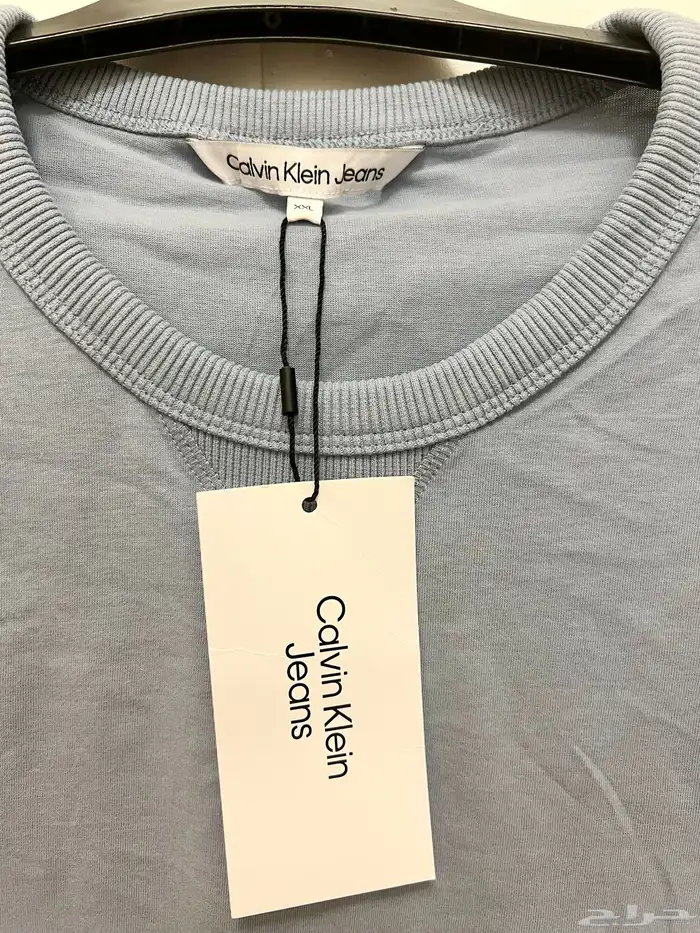 Calvin Klein Jeans
XXL
Calvin Klein
Jeans
حراج